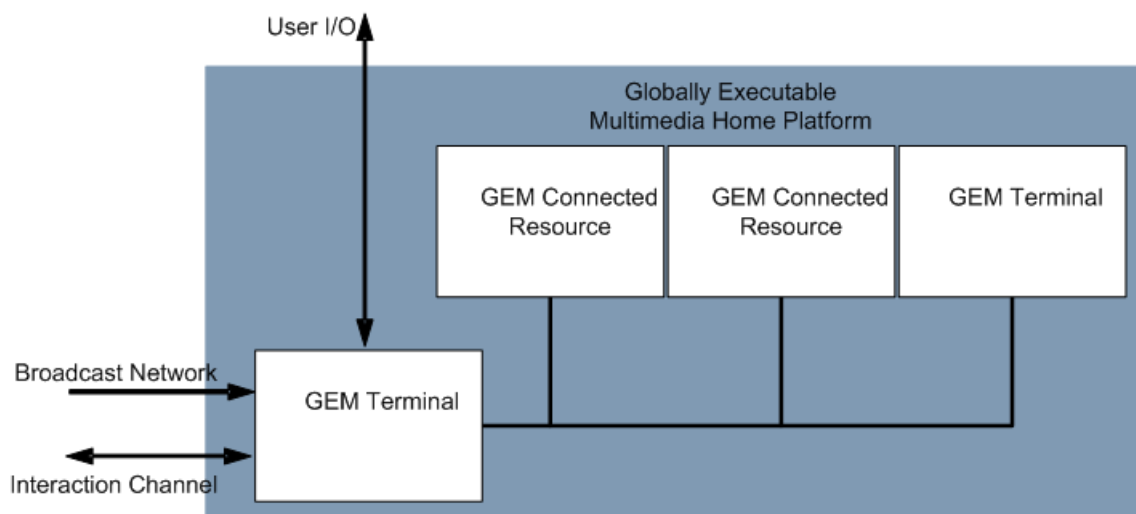 User I/O
Globally Executable
Multimedia Home Platform
GEM Connected
Resource
GEM Connected
Resource
GEM Terminal
Broadcast Network
GEM Terminal
Interaction Channel